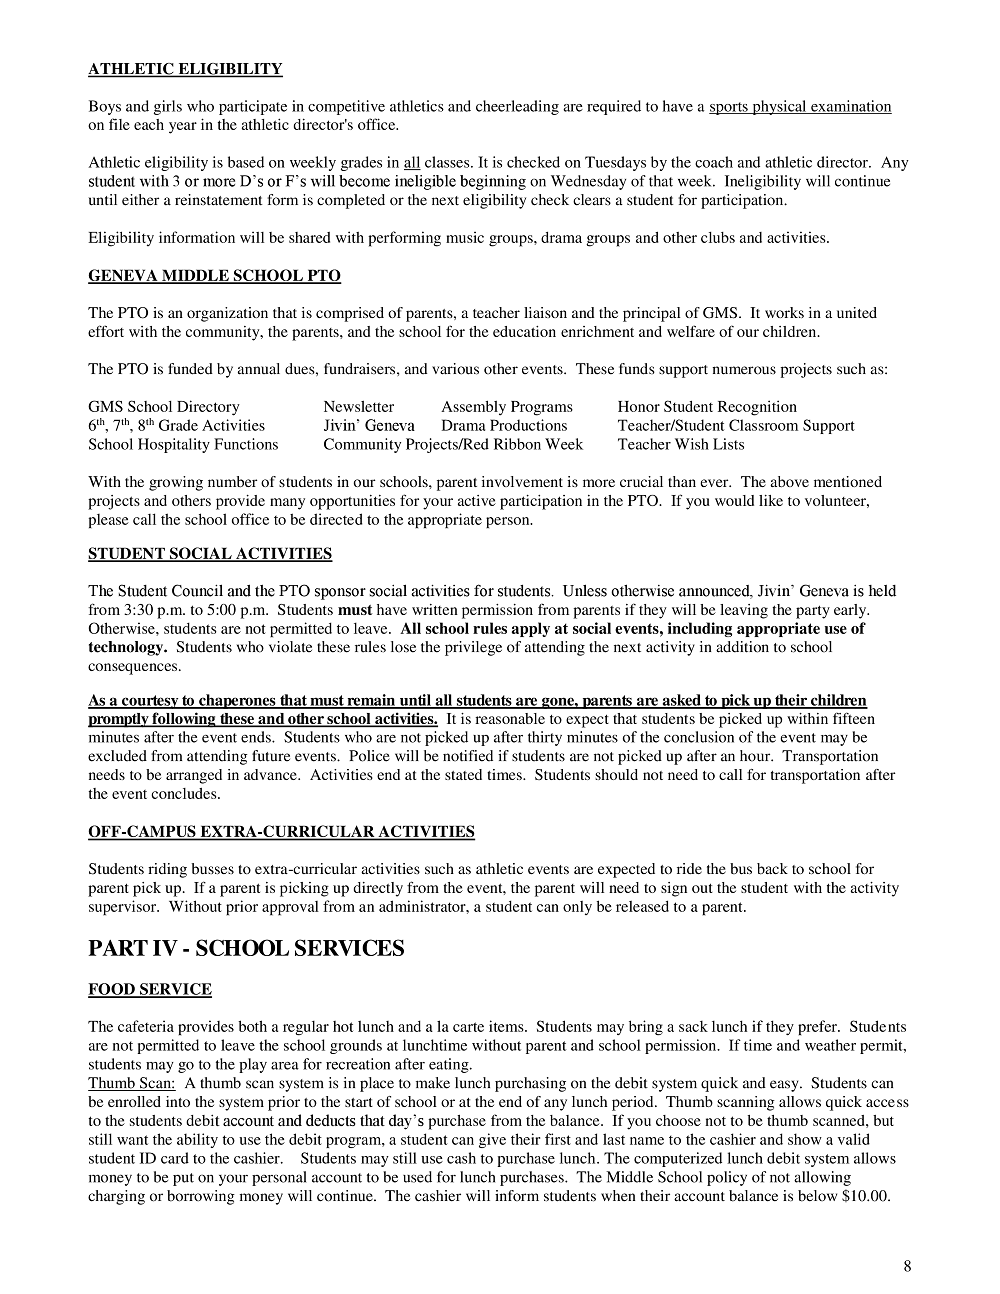 ATHLETIC ELIGIBILITY
Boys and girls who participate in competitive athletics and cheerleading are required to have a sports physical examination
on file each year in the athletic director's office.
Athletic eligibility is based on weekly grades in all classes. It is checked on Tuesdays by the coach and athletic director.  Any
student with 3 or more D’s or F’s will become ineligible beginning on Wednesday of that week.  Ineligibility will continue
until either a reinstatement form is completed or the next eligibility check clears a student for participation.
Eligibility information will be shared with performing music groups, drama groups and other clubs and activities.
GENEVA MIDDLE SCHOOL PTO
The PTO is an organization that is comprised of parents, a teacher liaison and the principal of GMS.  It works in a united
effort with the community, the parents, and the school for the education enrichment and welfare of our children.
The PTO is funded by annual dues, fundraisers, and various other events.  These funds support numerous projects such as:
GMS School Directory Newsletter Assembly Programs Honor Student Recognition
6th, 7th, 8th Grade Activities Jivin’ Geneva Drama Productions Teacher/Student Classroom Support
School Hospitality Functions Community Projects/Red Ribbon Week Teacher Wish Lists
With the growing number of students in our schools, parent involvement is more crucial than ever.  The above mentioned
projects and others provide many opportunities for your active participation in the PTO.  If you would like to volunteer,
please call the school office to be directed to the appropriate person.
STUDENT SOCIAL ACTIVITIES
The Student Council and the PTO sponsor social activities for students.  Unless otherwise announced, Jivin’ Geneva is held
from 3:30 p.m. to 5:00 p.m.  Students must have written permission from parents if they will be leaving the party early.
Otherwise, students are not permitted to leave.  All school rules apply at social events, including appropriate use of
technology.  Students who violate these rules lose the privilege of attending the next activity in addition to school
consequences.
As a courtesy to chaperones that must remain until all students are gone, parents are asked to pick up their children
promptly following these and other school activities.  It is reasonable to expect that students be picked up within fifteen
minutes after the event ends.  Students who are not picked up after thirty minutes of the conclusion of the event may be
excluded from attending future events.  Police will be notified if students are not picked up after an hour.  Transportation
needs to be arranged in advance.  Activities end at the stated times.  Students should not need to call for transportation after
the event concludes.
OFF-CAMPUS EXTRA-CURRICULAR ACTIVITIES
Students riding busses to extra-curricular activities such as athletic events are expected to ride the bus back to school for
parent pick up.  If a parent is picking up directly from the event, the parent will need to sign out the student with the activity
supervisor.  Without prior approval from an administrator, a student can only be released to a parent.
PART IV - SCHOOL SERVICES
FOOD SERVICE
The cafeteria provides both a regular hot lunch and a la carte items.  Students may bring a sack lunch if they prefer.  Students
are not permitted to leave the school grounds at lunchtime without parent and school permission.  If time and weather permit,
students may go to the play area for recreation after eating.
Thumb Scan:  A thumb scan system is in place to make lunch purchasing on the debit system quick and easy.  Students can
be enrolled into the system prior to the start of school or at the end of any lunch period.  Thumb scanning allows quick access
to the students debit account and deducts that day’s purchase from the balance.  If you choose not to be thumb scanned, but
still want the ability to use the debit program, a student can give their first and last name to the cashier and show a valid
student ID card to the cashier.    Students may still use cash to purchase lunch. The computerized lunch debit system allows
money to be put on your personal account to be used for lunch purchases.  The Middle School policy of not allowing
charging or borrowing money will continue.  The cashier will inform students when their account balance is below $10.00.
8